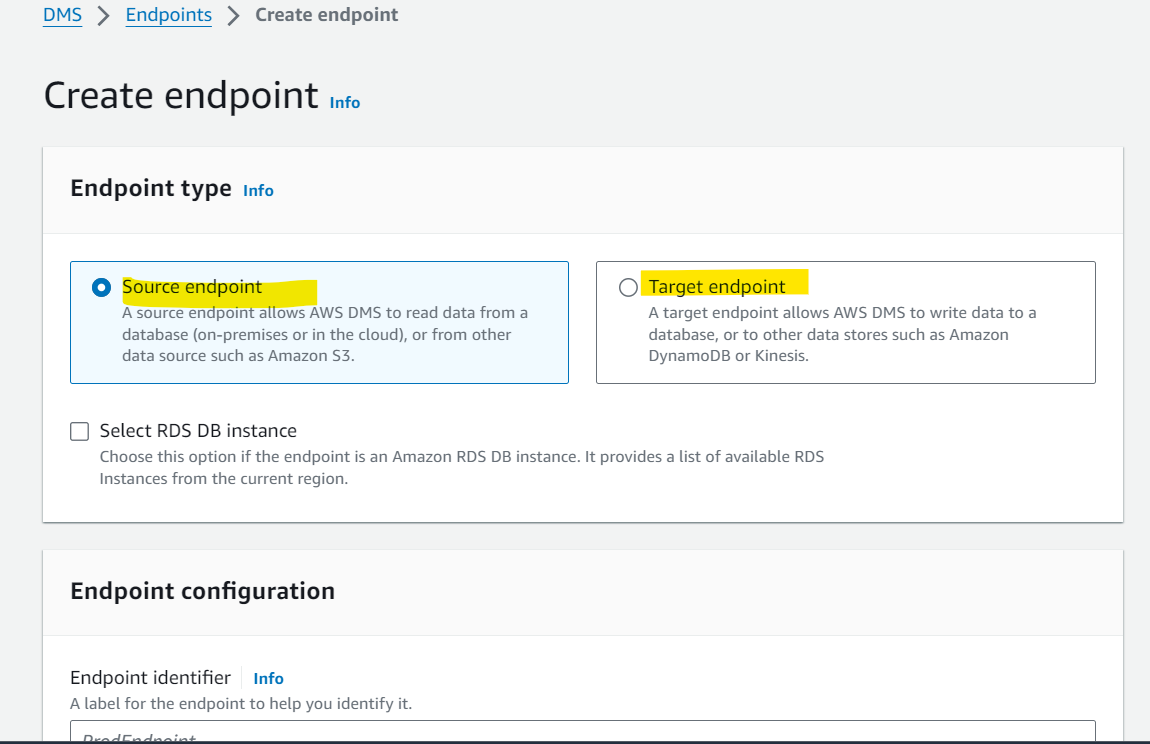 DMS > Endpoints > Create endpoint
Create endpoint Info
Endpoint type Info
Source endpoint
A source endpoint allows AWS DMS to read data from a
database (on-premises or in the cloud), or from other
data source such as Amazon S3.
Target endpoint
A target endpoint allows AWS DMS to write data to a
database, or to other data stores such as Amazon
DynamoDB or Kinesis.
Select RDS DB instance
Choose this option if the endpoint is an Amazon RDS DB instance. It provides a list of available RDS
Instances from the current region.
Endpoint configuration
Endpoint identifier Info
A label for the endpoint to help you identify it.
ProdEndpoint